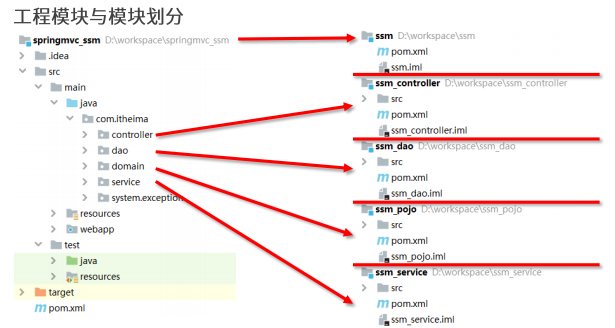 工程模块与模块划分
springmvc_ssm D:\workspace\springmvc_ssm
.idea
src
main
java
com.itheima
controller
dao
domain
service
system.exception
resources
webapp
test
java
resources
target
pom.xml
ssm D:\workspace\ssm
pom.xml
ssm.iml
ssm_controller D:\workspace\ssm_controller
src
pom.xml
ssm_controller.iml
ssm_dao D:\workspace\ssm_dao
src
pom.xml
ssm_dao.iml
ssm_pojo D:\workspace\ssm_pojo
src
pom.xml
ssm_pojo.iml
ssm_service D:\workspace\ssm_service
src
pom.xml
ssm_service.iml